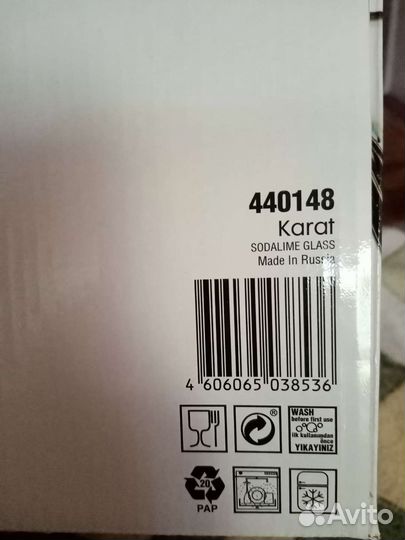 440148
Karat
SODALIME GLASS
Made In Russia
4 606065 038536
®
WASH
before first use
ilk kullanımdan
önce
YIKAYINIZ
20
PAP
Avito